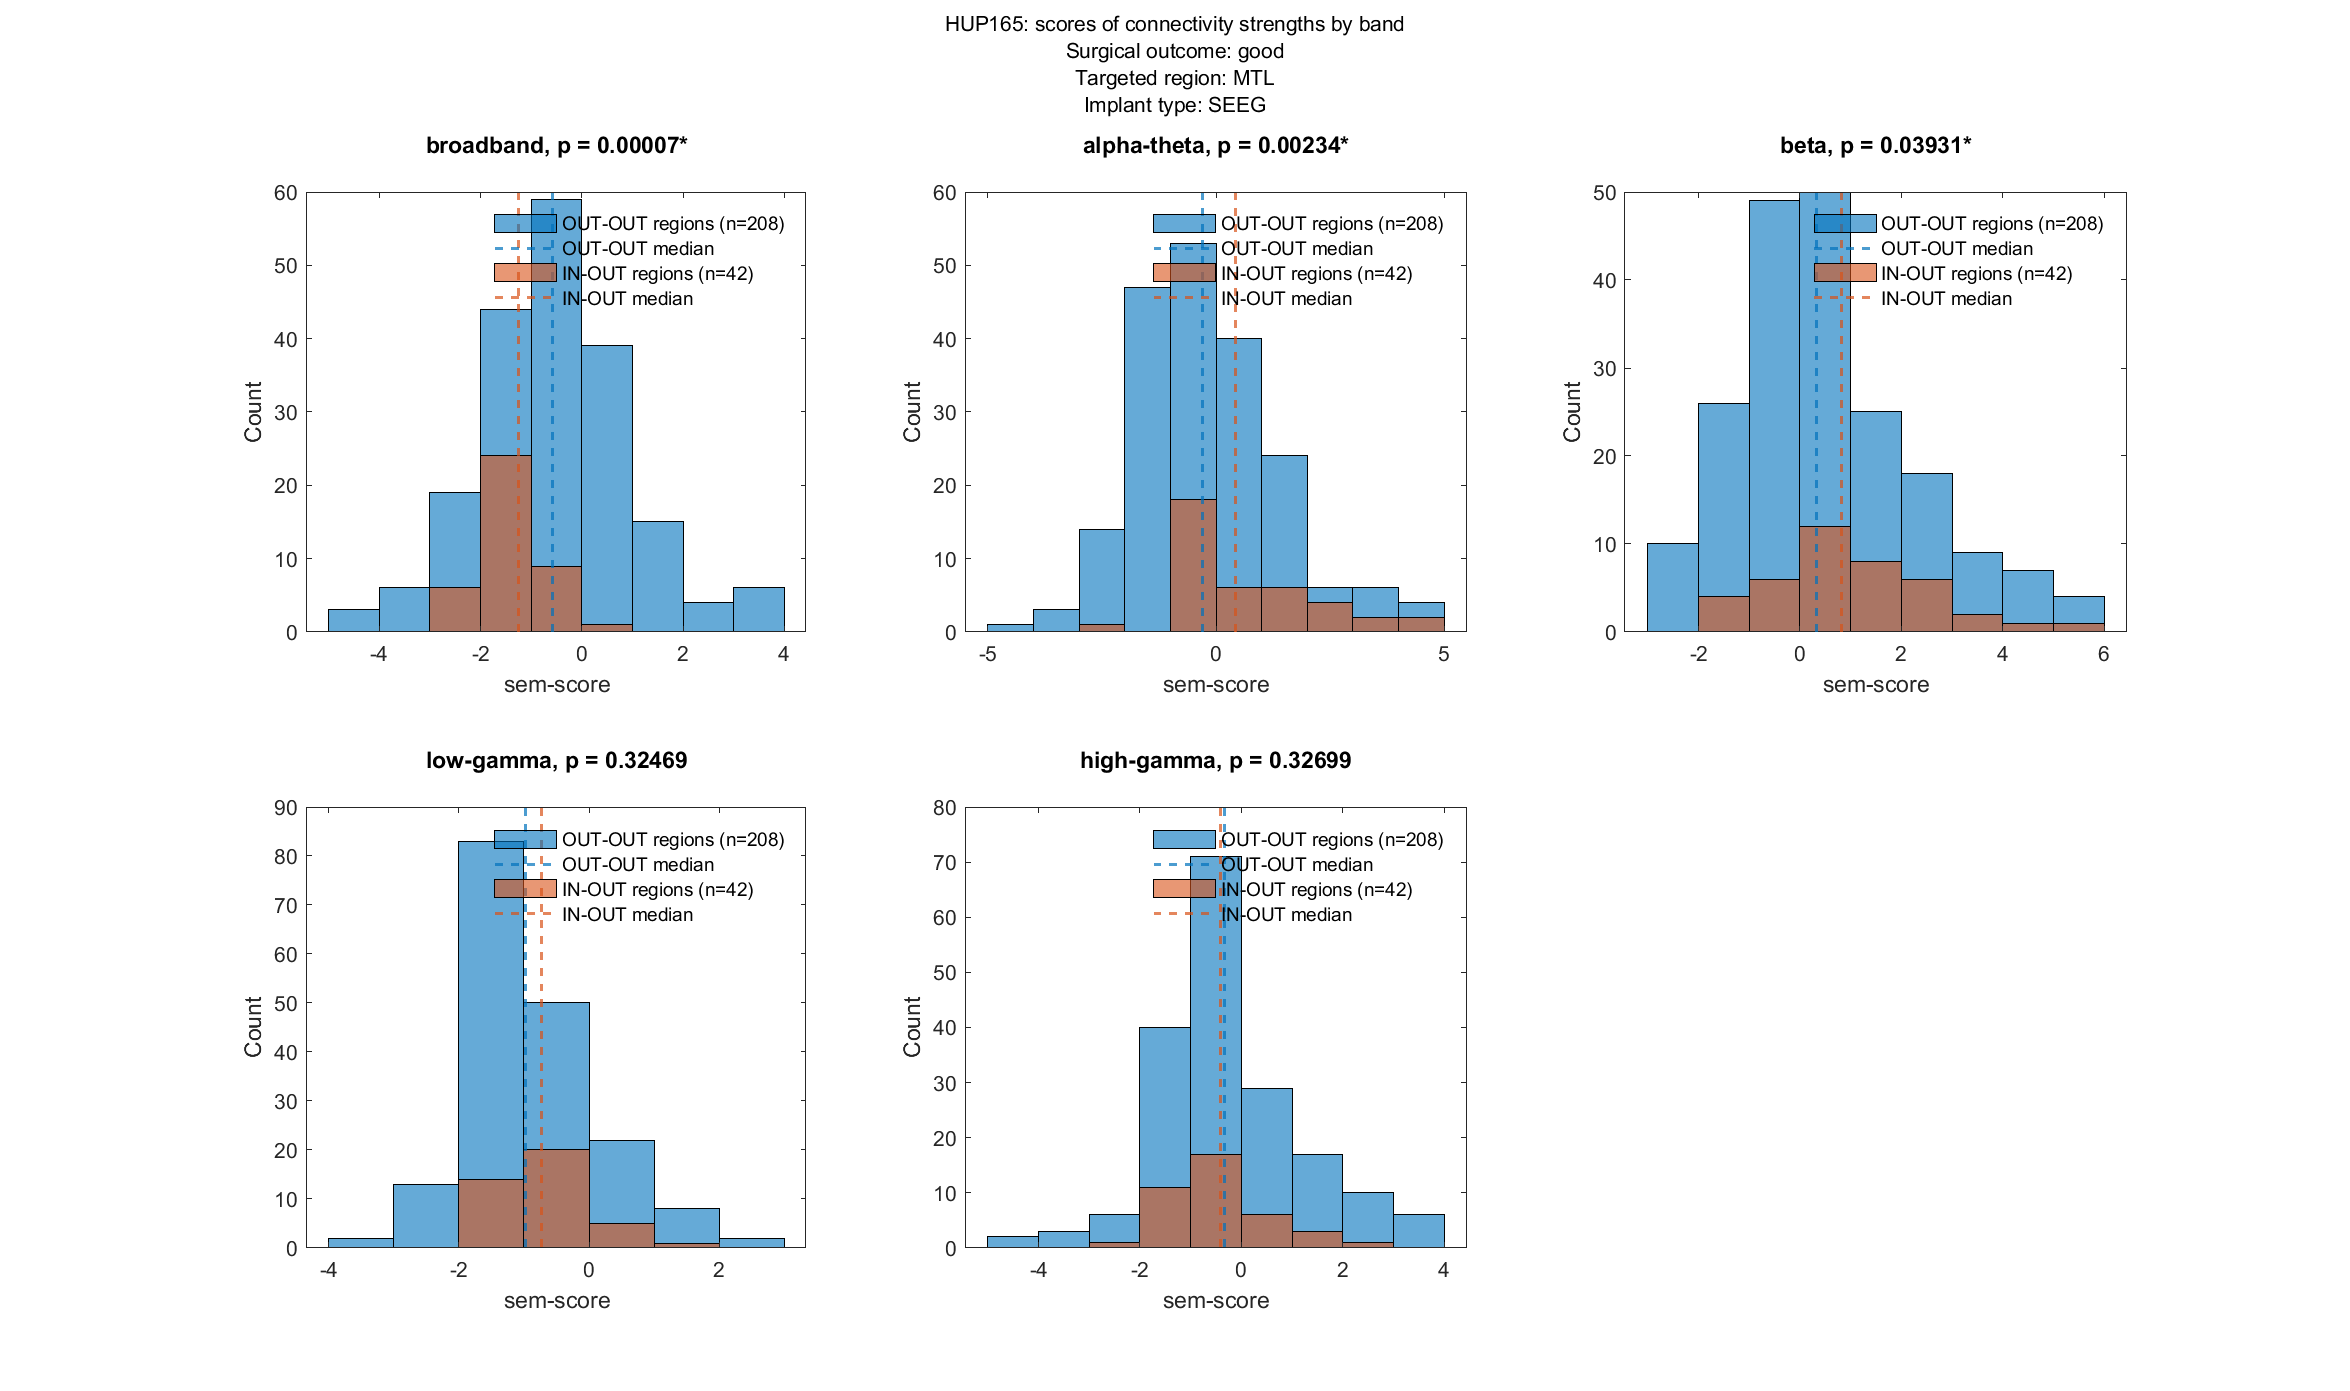 HUP165: scores of connectivity strengths by band
Surgical outcome: good
Targeted region: MTL
Implant type: SEEG
broadband, p = 0.00007*
60
50
40
30
20
10
0
Count
-4
-2
0
2
4
sem-score
OUT-OUT regions (n=208)
OUT-OUT median
IN-OUT regions (n=42)
IN-OUT median
alpha-theta, p = 0.00234*
60
50
40
30
20
10
0
Count
-5
0
5
sem-score
OUT-OUT regions (n=208)
OUT-OUT median
IN-OUT regions (n=42)
IN-OUT median
beta, p = 0.03931*
50
40
30
20
10
0
Count
-2
0
2
4
6
sem-score
OUT-OUT regions (n=208)
OUT-OUT median
IN-OUT regions (n=42)
IN-OUT median
low-gamma, p = 0.32469
90
80
70
60
50
40
30
20
10
0
Count
-4
-2
0
2
sem-score
OUT-OUT regions (n=208)
OUT-OUT median
IN-OUT regions (n=42)
IN-OUT median
high-gamma, p = 0.32699
80
70
60
50
40
30
20
10
0
Count
-4
-2
0
2
4
sem-score
OUT-OUT regions (n=208)
OUT-OUT median
IN-OUT regions (n=42)
IN-OUT median